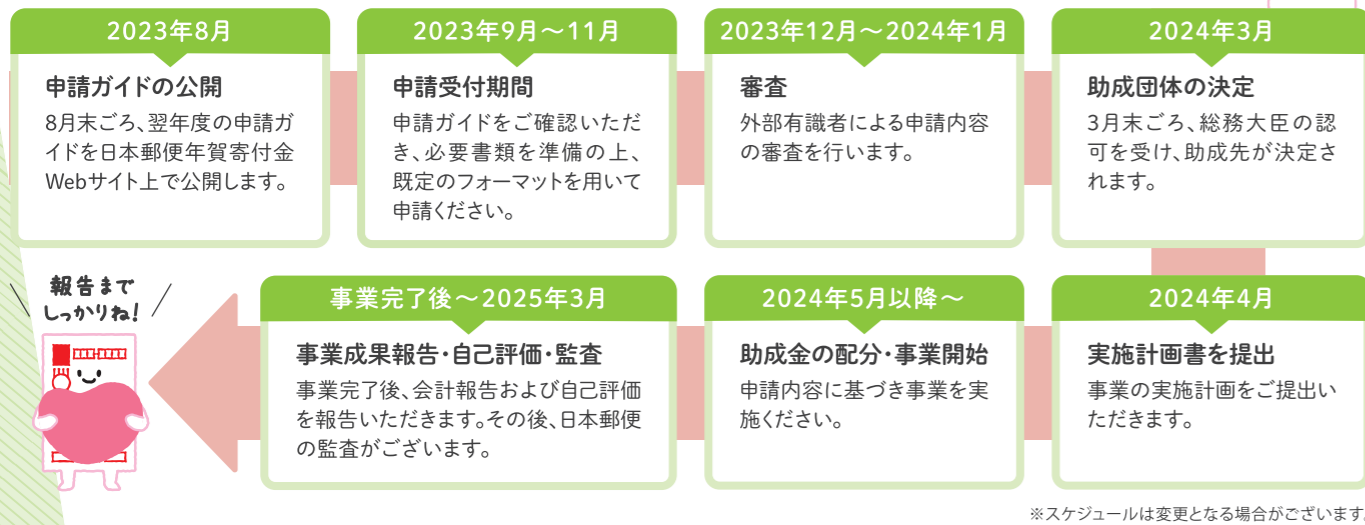 2023年8月
申請ガイドの公開
8月末ごろ、翌年度の申請ガ
イドを日本郵便年賀寄付金
Webサイト上で公開します。
2023年9月～11月
申請受付期間
申請ガイドをご確認いただ
き、必要書類を準備の上、
既定のフォーマットを用いて
申請ください。
2023年12月～2024年1月
審査
外部有識者による申請内容
の審査を行います。
2024年3月
助成団体の決定
3月末ごろ、総務大臣の認
可を受け、助成先が決定さ
れます。
2024年4月
実施計画書を提出
事業の実施計画をご提出い
ただきます。
2024年5月以降～
助成金の配分・事業開始
申請内容に基づき事業を実
施ください。
事業完了後～2025年3月
事業成果報告・自己評価・監査
事業完了後、会計報告および自己評価
を報告いただきます。その後、日本郵便
の監査がございます。
報告まで
しっかりね！
※スケジュールは変更となる場合がございます。